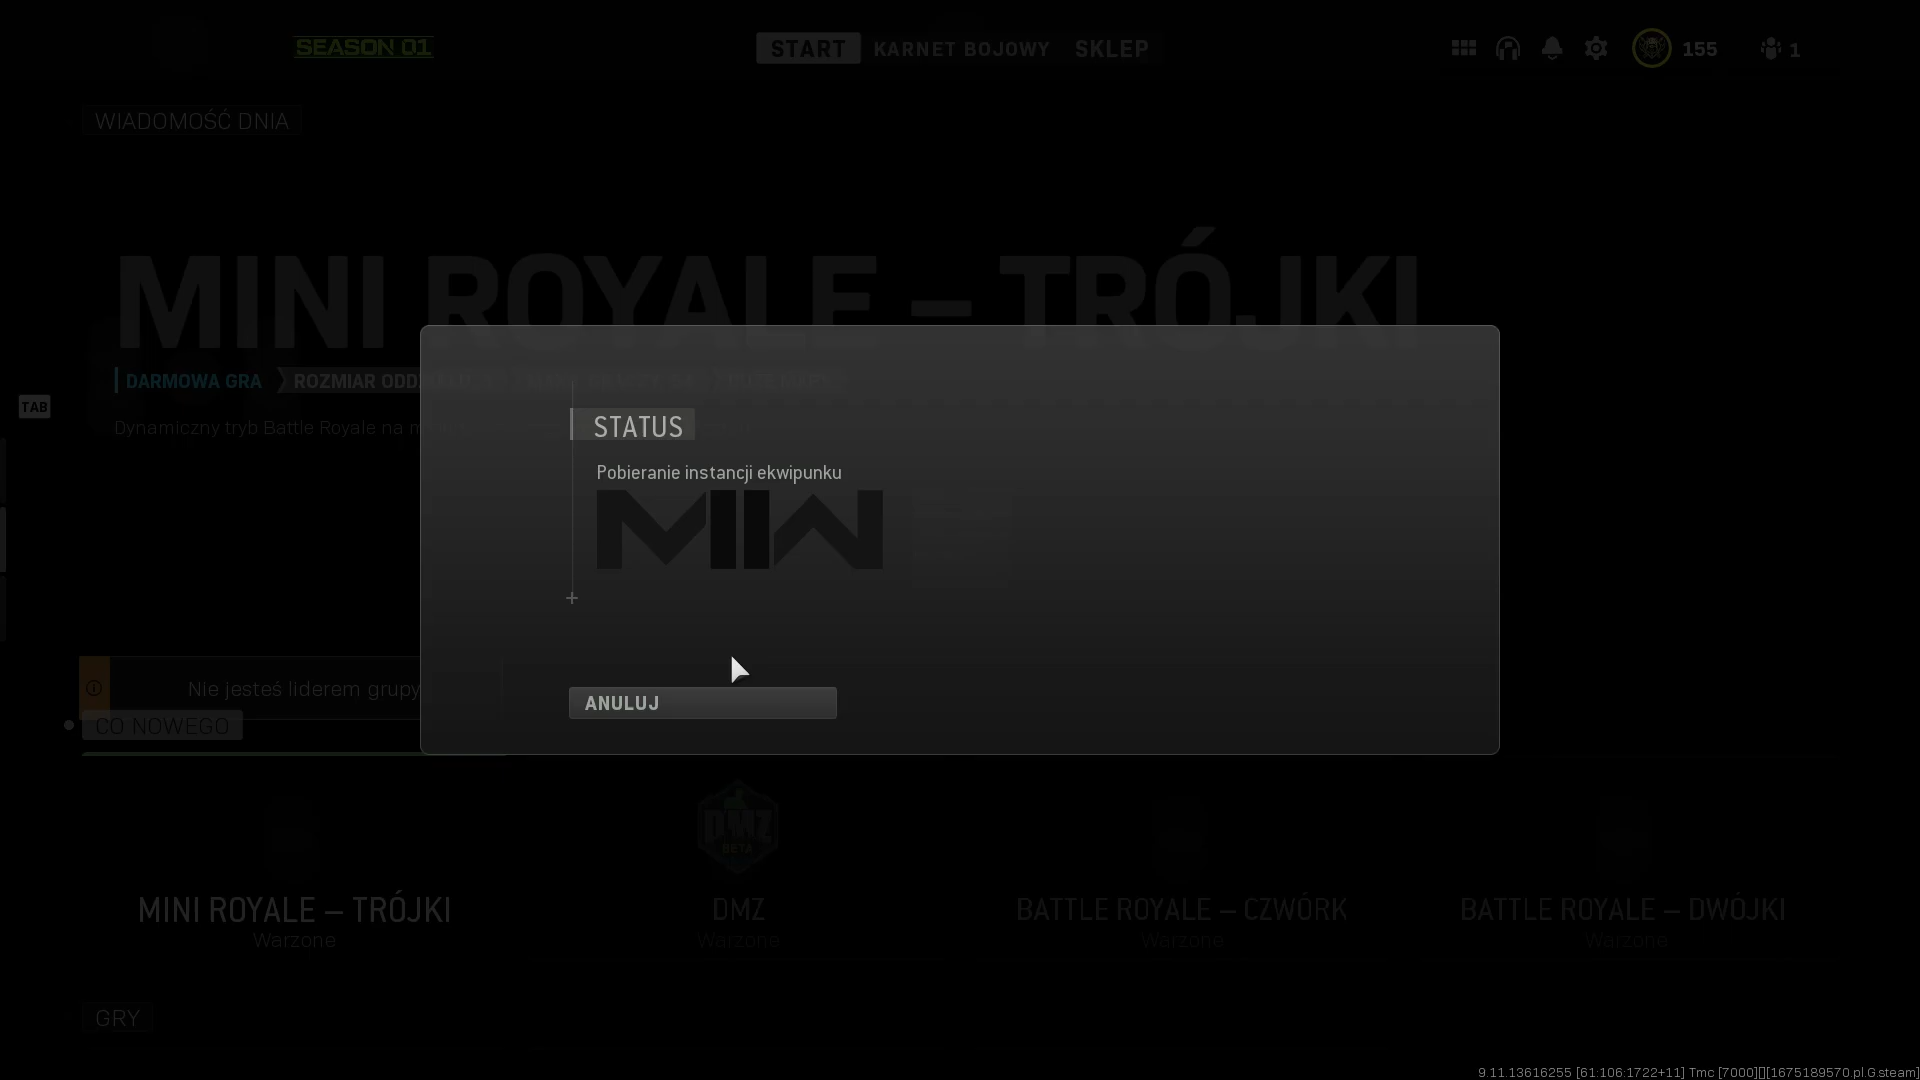 SEASON 01
START KARNET BOJOWY SKLEP
155
1
WIADOMOŚĆ DNIA
MINI ROYALE – TRÓJKI
DARMOWA GRA ROZMIAR
TAB
Dynamiczny tryb Battle Royale na
STATUS
Pobieranie instancji ekwipunku
MW
Nie jesteś liderem grupy
ANULUJ
CO NOWEGO
DMZ
BETA
MINI ROYALE – TRÓJKI
Warzone
DMZ
Warzone
BATTLE ROYALE – CZWÓRK
Warzone
BATTLE ROYALE – DWÓJKI
Warzone
GRY
9.11.13616255 [61:106:1722+11] Tmc [7000][][1675189570.pl.G.steam]